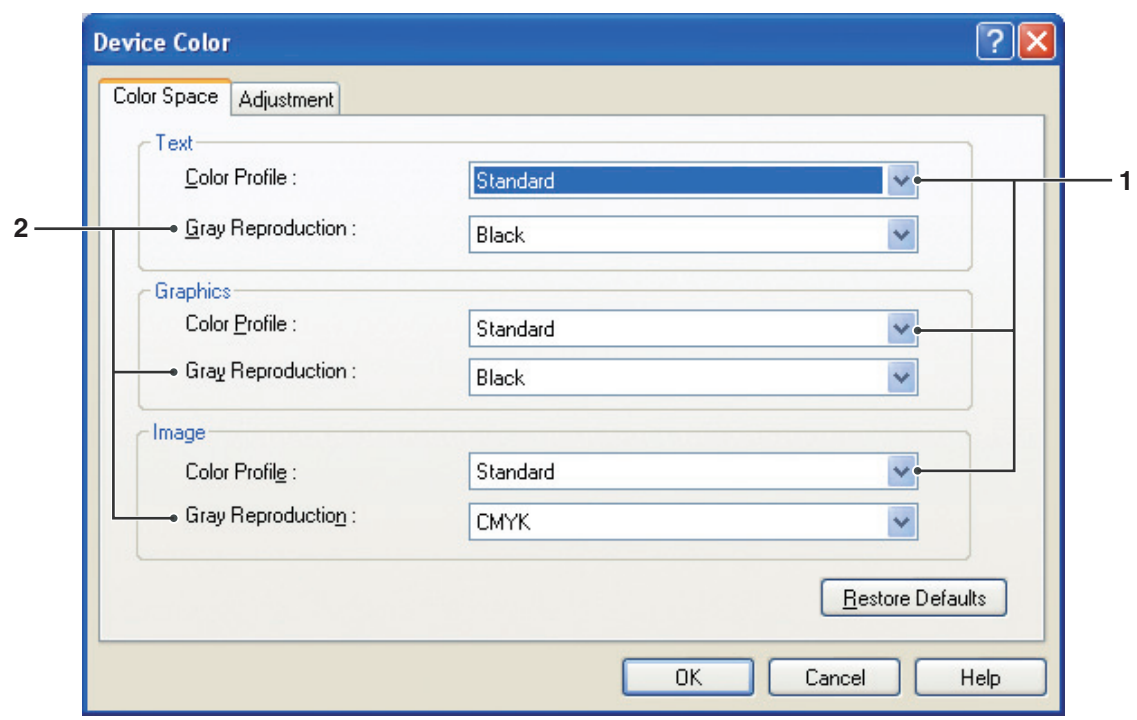 Device Color
Color Space Adjustment
Text
Color Profile : Standard 1
2 Gray Reproduction : Black
Graphics
Color Profile : Standard
Gray Reproduction : Black
Image
Color Profile : Standard
Gray Reproduction : CMYK
Restore Defaults
OK Cancel Help